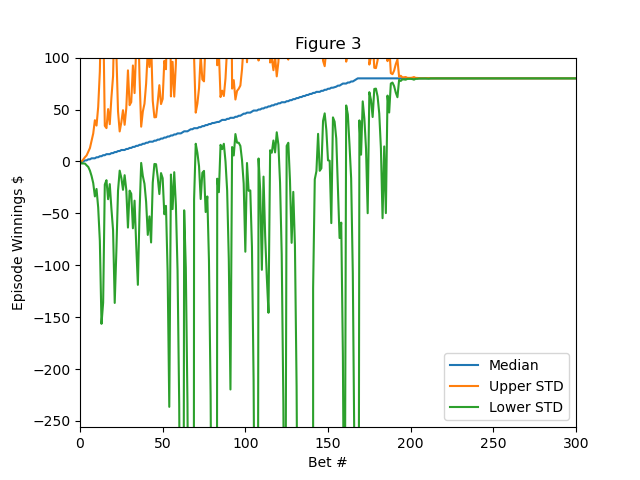 Figure 3
Episode Winnings $
100
50
0
−50
−100
−150
−200
−250
0 50 100 150 200 250 300
Bet #
Median
Upper STD
Lower STD